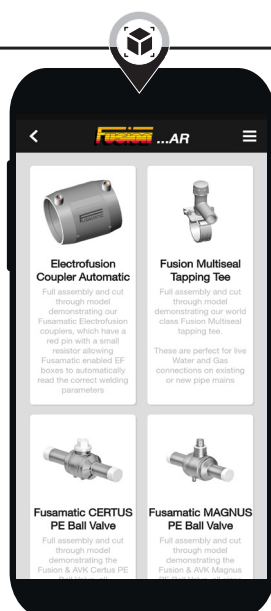 Fusion ...AR
Electrofusion
Coupler Automatic
Full assembly and cut
through model
demonstrating our
Fusamatic Electrofusion
couplers, which have a
red pin with a small
resistor allowing
Fusamatic enabled EF
boxes to automatically
read the correct welding
parameters
Fusion Multiseal
Tapping Tee
Full assembly and cut
through model
demonstrating our world
class Fusion Multiseal
tapping tee.
These are perfect for live
Water and Gas
connections on existing
or new pipe mains
Fusamatic CERTUS
PE Ball Valve
Full assembly and cut
through model
demonstrating the
Fusion & AVK Certus PE
Fusamatic MAGNUS
PE Ball Valve
Full assembly and cut
through model
demonstrating the
Fusion & AVK Magnus